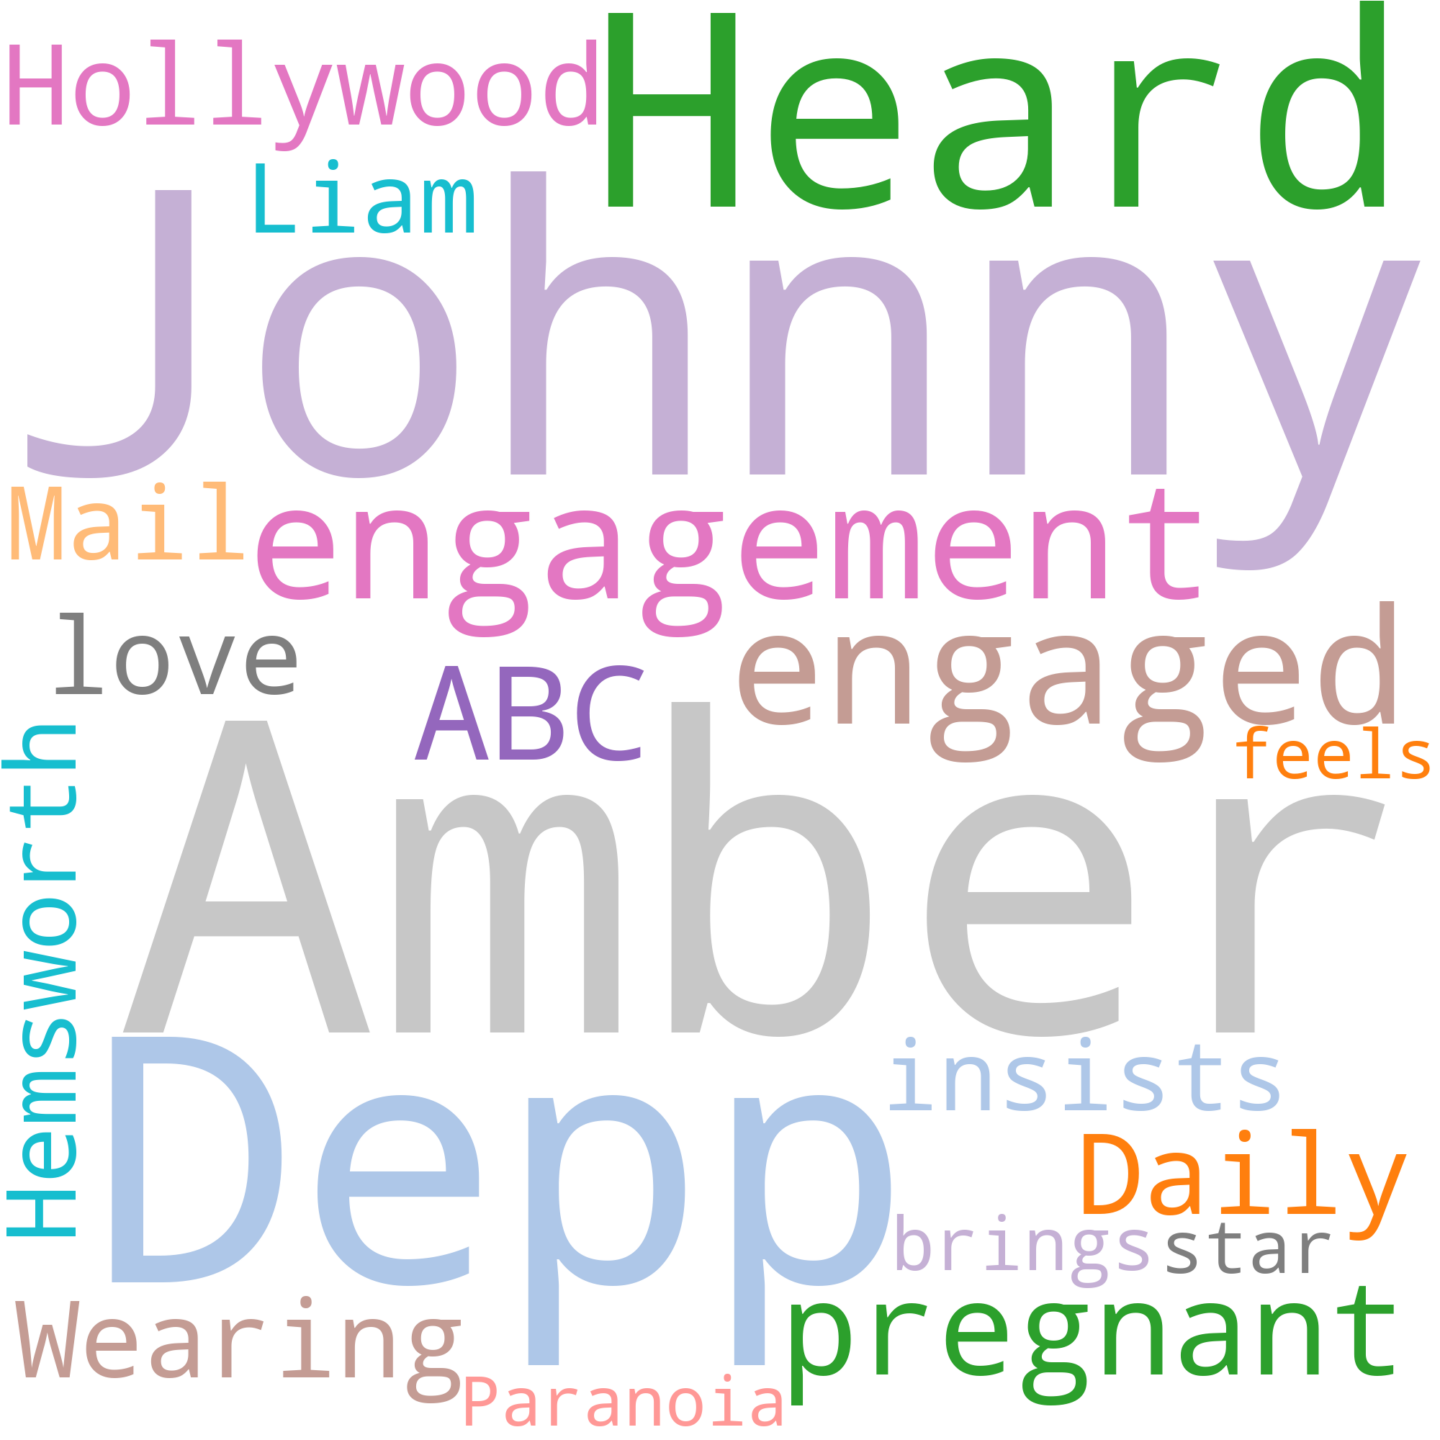 Hollywood
Heard
Liam
Johnny
Mail
engagement
love
ABC
engaged
feels
Hemsworth
Amber
Depp
insists
Daily
brings
star
Wearing
pregnant
Paranoia